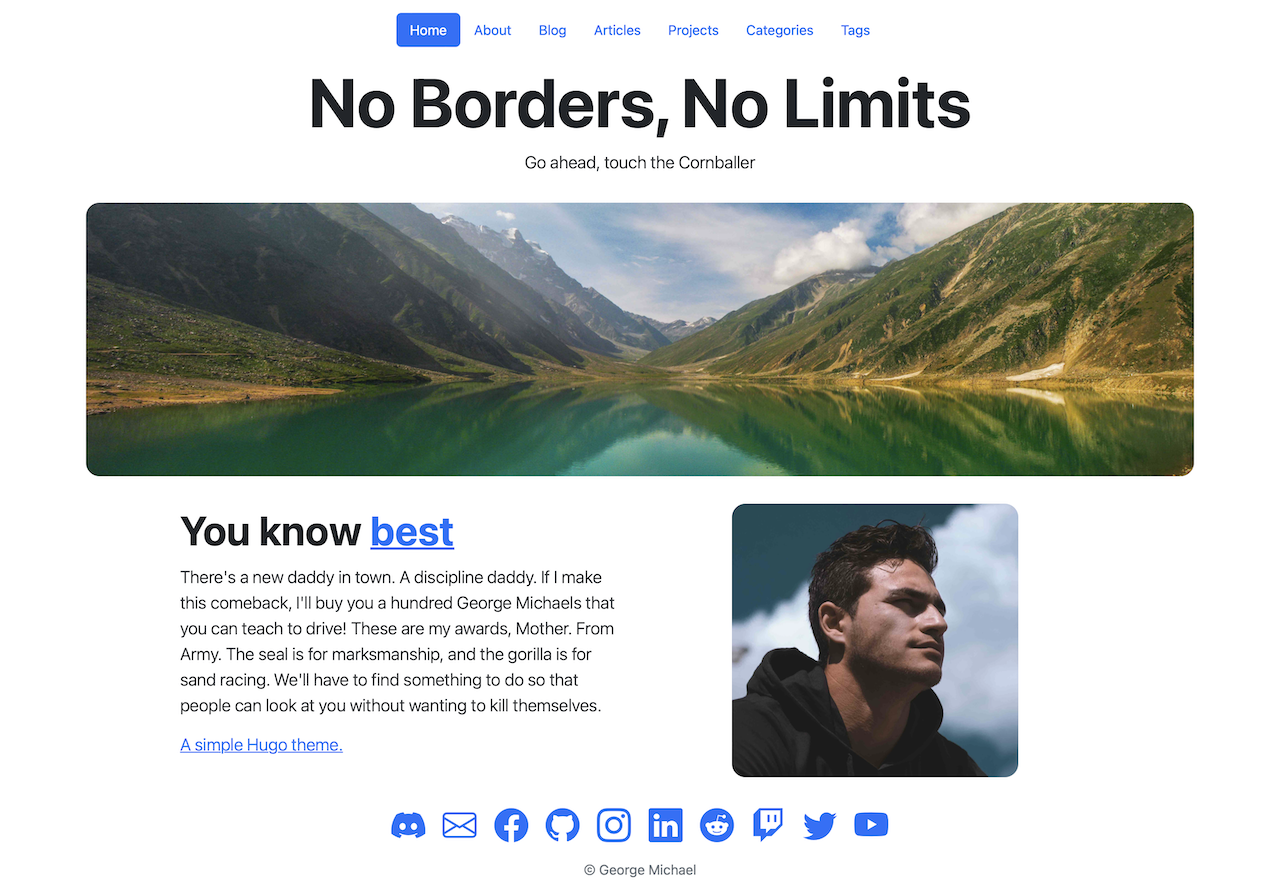 Home About Blog Articles Projects Categories Tags
No Borders, No Limits
Go ahead, touch the Cornballer
You know best
There's a new daddy in town. A discipline daddy. If I make
this comeback, I'll buy you a hundred George Michaels that
you can teach to drive! These are my awards, Mother. From
Army. The seal is for marksmanship, and the gorilla is for
sand racing. We'll have to find something to do so that
people can look at you without wanting to kill themselves.
A simple Hugo theme.
in
© George Michael